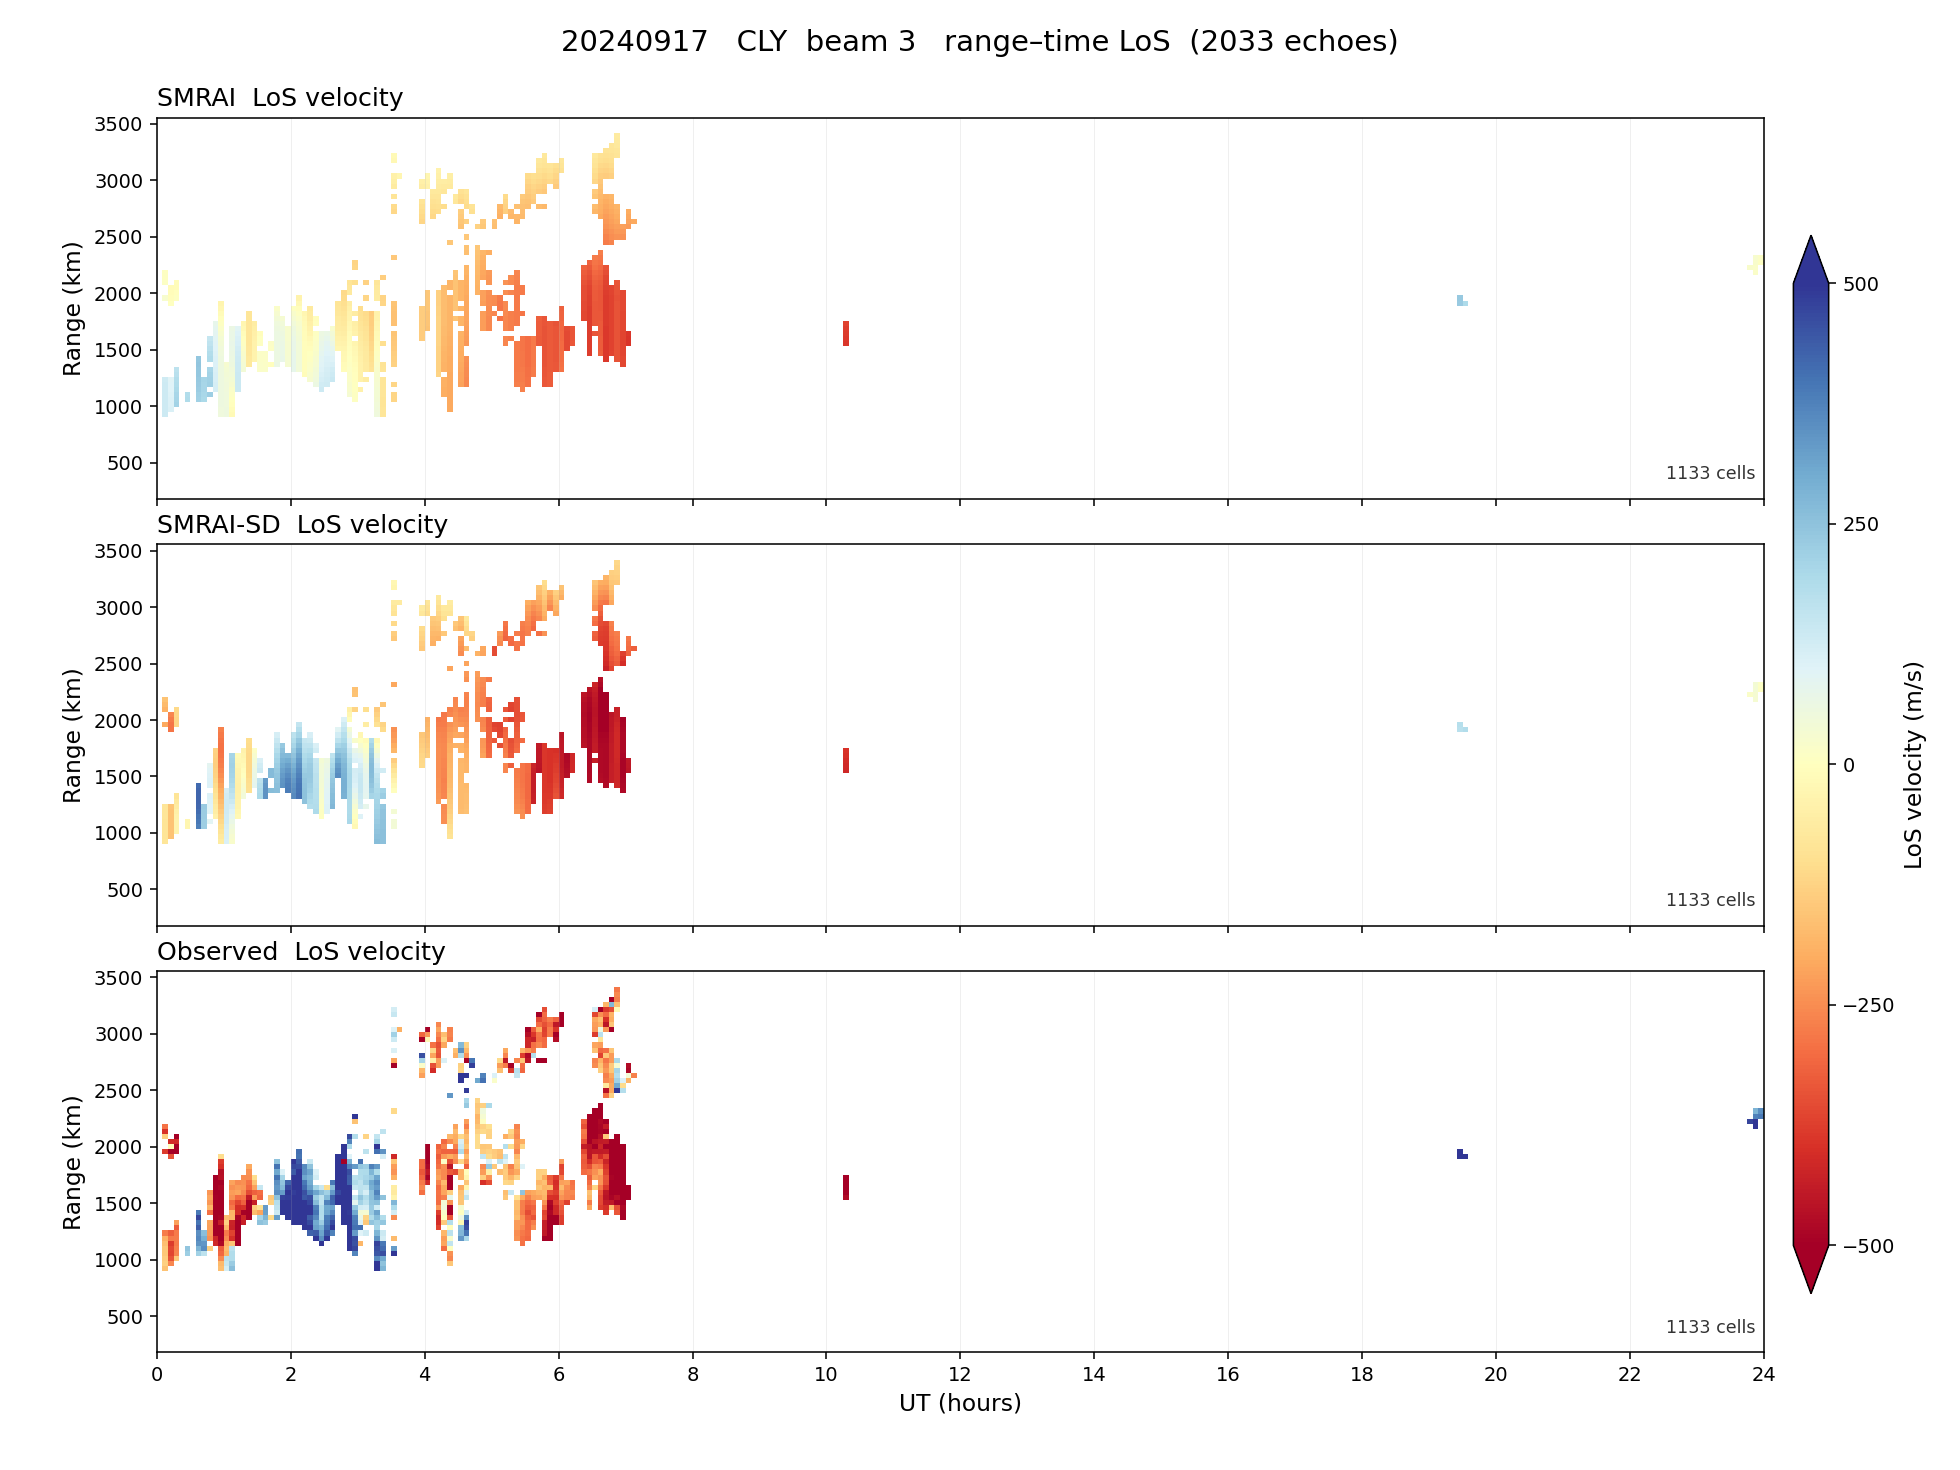 20240917   CLY  beam 3   range–time LoS  (2033 echoes)
SMRAI  LoS velocity
3500
3000
2500
2000
1500
1000
500
Range (km)
1133 cells
SMRAI-SD  LoS velocity
3500
3000
2500
2000
1500
1000
500
Range (km)
1133 cells
Observed  LoS velocity
3500
3000
2500
2000
1500
1000
500
Range (km)
1133 cells
0 2 4 6 8 10 12 14 16 18 20 22 24
UT (hours)
500
250
0
−250
−500
LoS velocity (m/s)